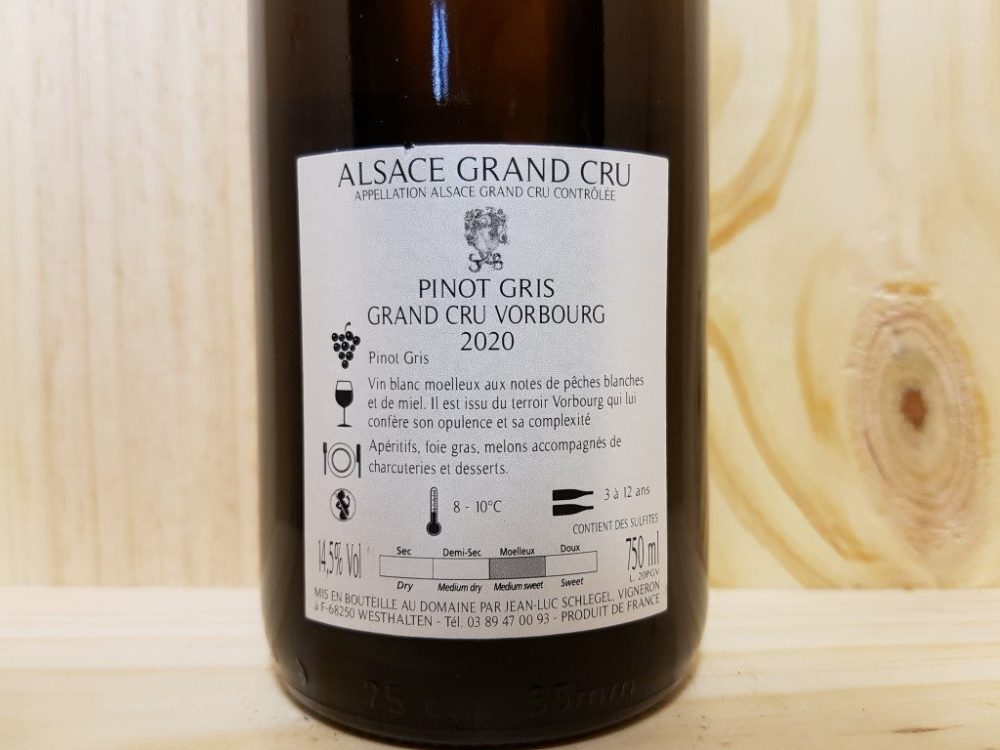 ALSACE GRAND CRU
APPELLATION ALSACE GRAND CRU CONTRÔLÉE
PINOT GRIS
GRAND CRU VORBOURG
2020
Pinot Gris
Vin blanc moelleux aux notes de pêches blanches
et de miel. Il est issu du terroir Vorbourg qui lui
confère son opulence et sa complexité
Apéritifs, foie gras, melons accompagnés de
charcuteries et desserts.
8 - 10°C
3 à 12 ans
CONTIENT DES SULFITES
14,5% Vol
Sec Demi-Sec Moelleux Doux
Dry Medium dry Medium sweet Sweet
750 ml
L. 20PGV
MIS EN BOUTEILLE AU DOMAINE PAR JEAN-LUC SCHLEGEL, VIGNERON
à F-68250 WESTHALTEN - Tél. 03 89 47 00 93 - PRODUIT DE FRANCE